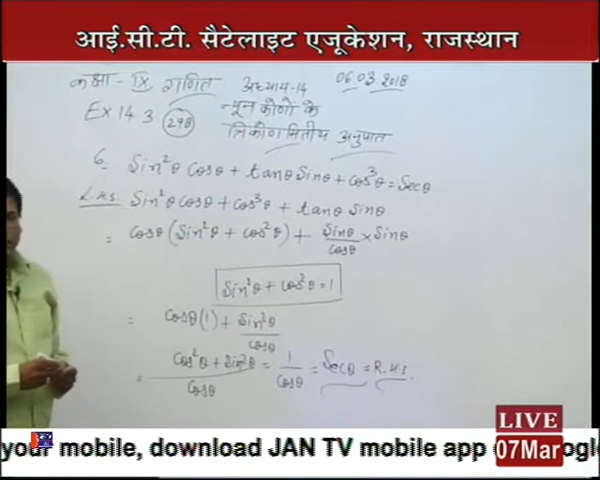 आई.सी.टी. सैटेलाइट एजूकेशन, राजस्थान
कक्षा - IX गणित अध्याय-14 06.03.2018
Ex 14.3 298 न्यून कोणों के
त्रिकोणमितीय अनुपात
6. Sin²θ Cosθ + tanθ Sinθ + Cos³θ = Secθ
L.H.S. Sin²θ Cosθ + Cos³θ + tanθ Sinθ
= Cosθ (Sin²θ + Cos²θ) + Sinθ/Cosθ × Sinθ
Sin²θ + Cos²θ = 1
= Cosθ(1) + Sin²θ/Cosθ
= Cos²θ + Sin²θ/Cosθ = 1/Cosθ = Secθ = R.H.S.
LIVE
07Mar
your mobile, download JAN TV mobile app